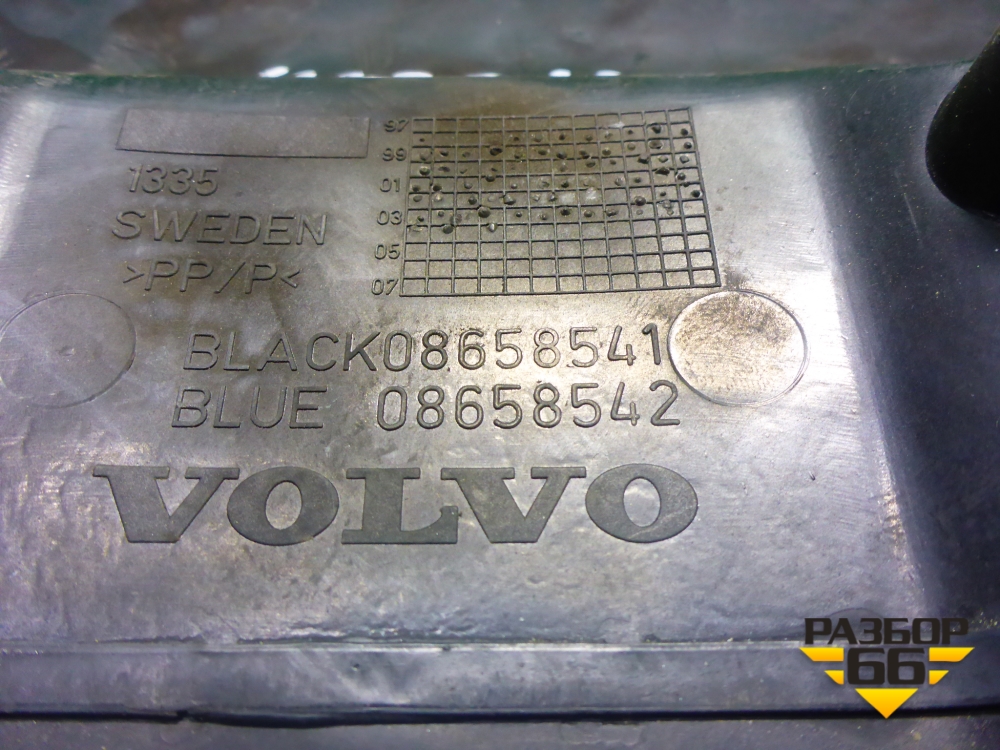 97
99
01
03
05
07
1335
SWEDEN
>PP/P<
BLACK08658541
BLUE 08658542
VOLVO
РАЗБОР
66